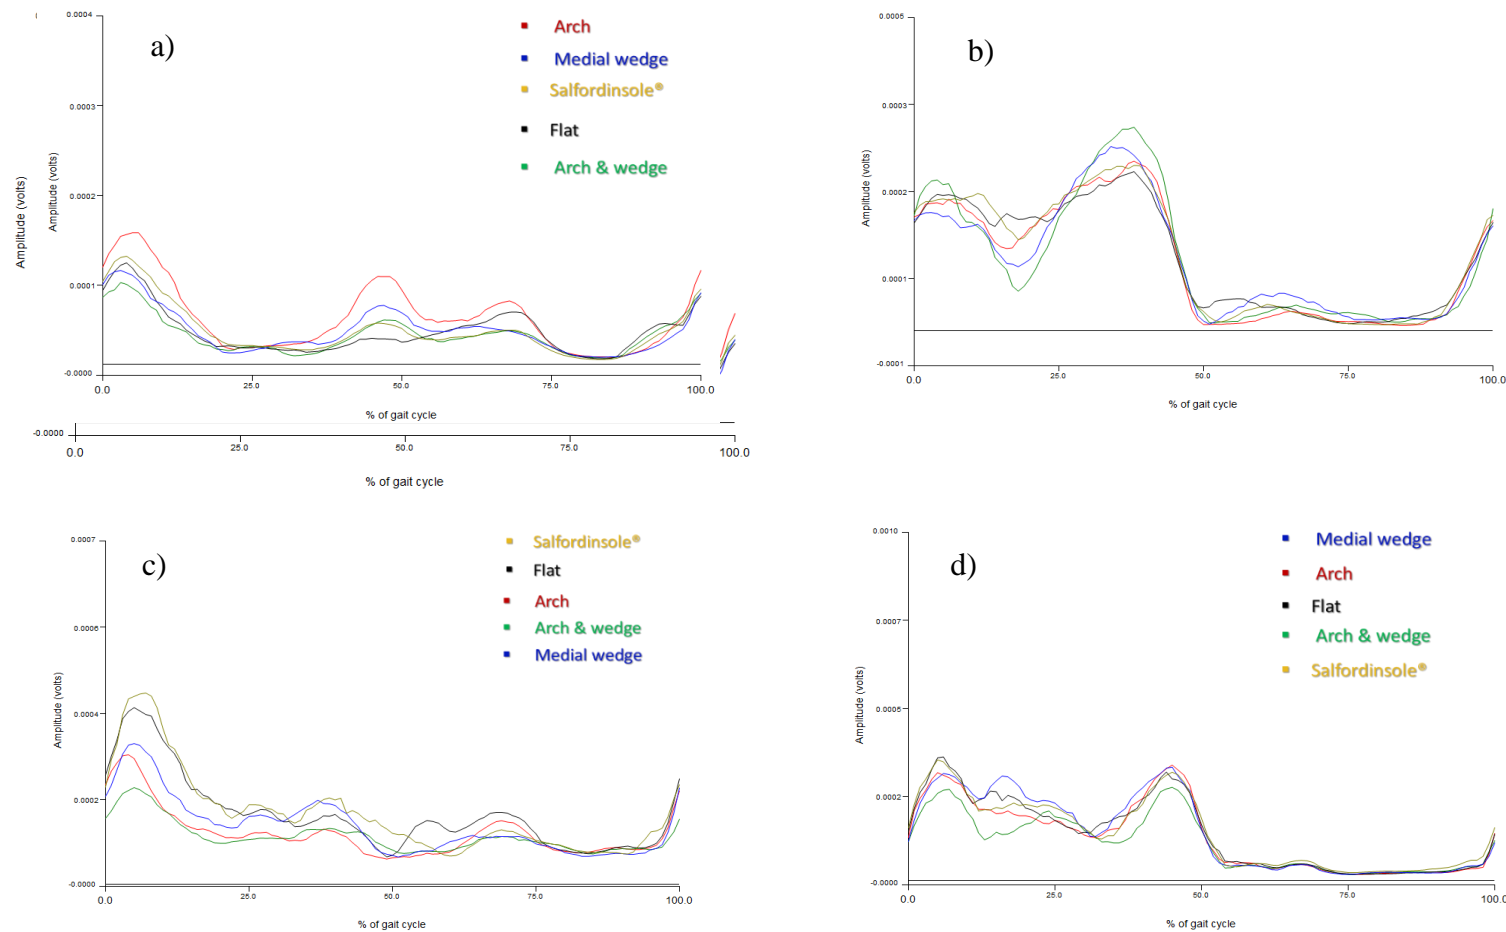 a)
0.0004
0.0003
0.0002
0.0001
-0.0000
Amplitude (volts)
Amplitude (volts)
Arch
Medial wedge
Salfordinsole®
Flat
Arch & wedge
0.0
25.0
50.0
75.0
100.0
% of gait cycle
-0.0000
0.0
25.0
50.0
75.0
100.0
% of gait cycle
b)
0.0005
0.0003
0.0002
0.0001
-0.0001
Amplitude (volts)
0.0
25.0
50.0
75.0
100.0
% of gait cycle
c)
0.0007
0.0006
0.0004
0.0002
-0.0000
Amplitude (volts)
Salfordinsole®
Flat
Arch
Arch & wedge
Medial wedge
0.0
25.0
50.0
75.0
100.0
% of gait cycle
d)
0.0010
0.0007
0.0005
0.0002
-0.0000
Amplitude (volts)
Medial wedge
Arch
Flat
Arch & wedge
Salfordinsole®
0.0
25.0
50.0
75.0
100.0
% of gait cycle